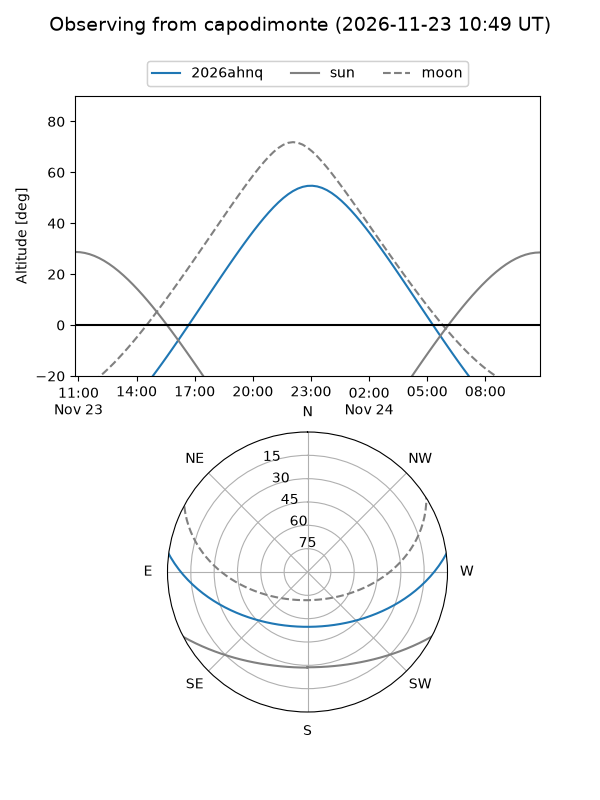 Observing from capodimonte (2026-11-23 10:49 UT)
2026ahnq sun moon
Altitude [deg]
80
60
40
20
0
−20
11:00 14:00 17:00 20:00 23:00 02:00 05:00 08:00
Nov 23 Nov 24
N
NE NW
15
30
45
60
75
E W
SE SW
S